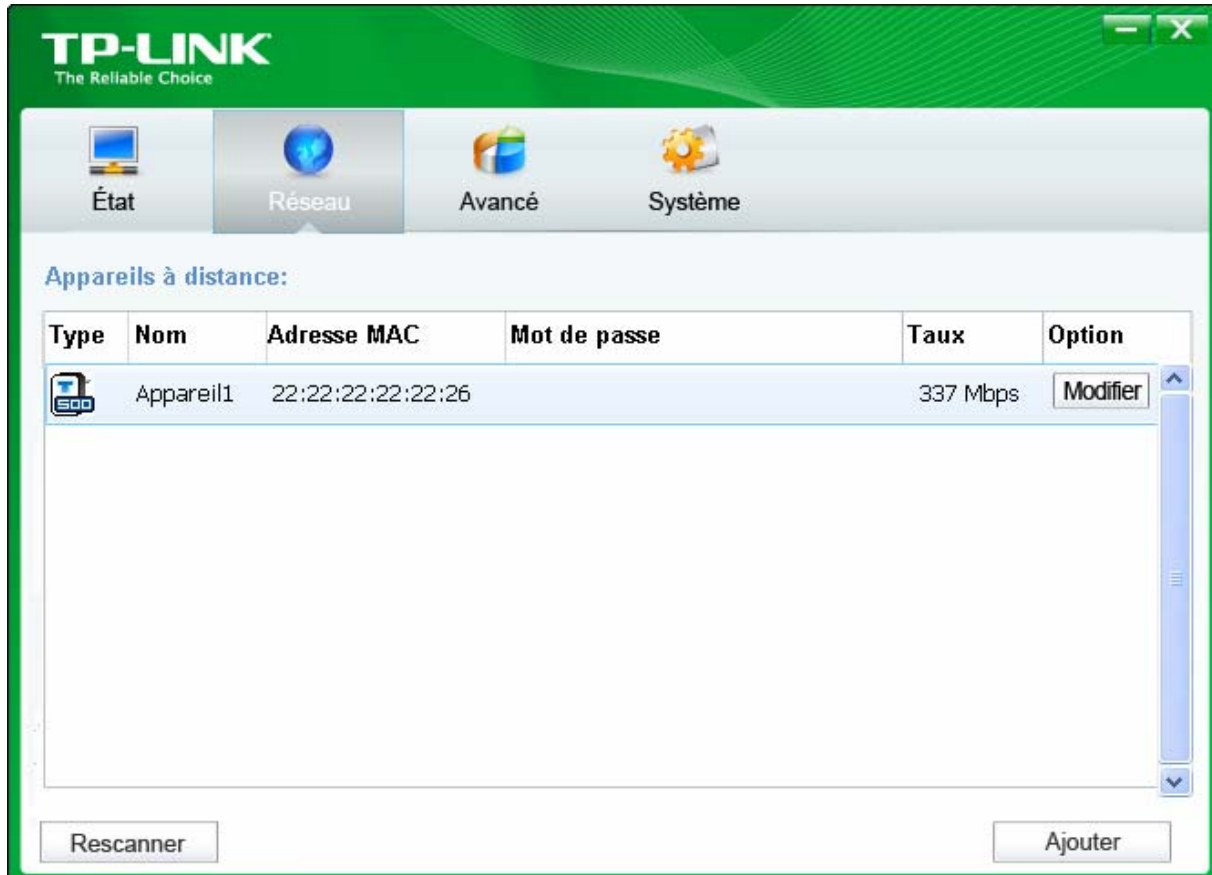 TP-LINK
The Reliable Choice
État Réseau Avancé Système
Appareils à distance:
Type Nom Adresse MAC Mot de passe Taux Option
T 500 Appareil1 22:22:22:22:22:26 337 Mbps Modifier
Rescanner Ajouter